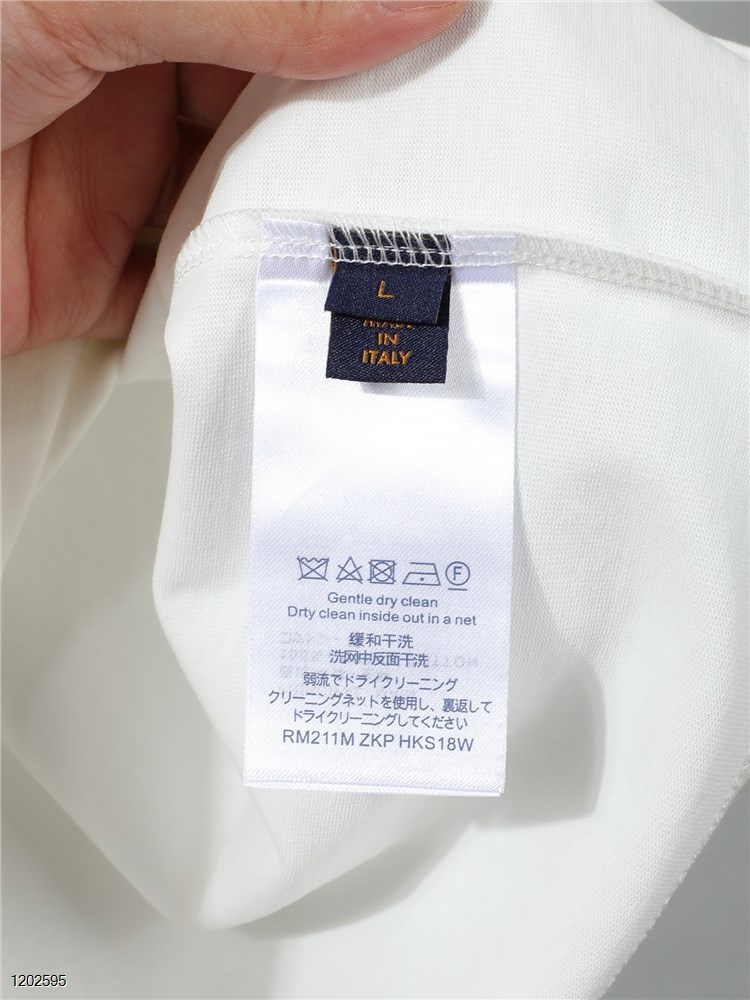 L
IN
ITALY
F
Gentle dry clean
Drty clean inside out in a net
缓和干洗
洗网中反面干洗
弱流でドライクリーニング
クリーニングネットを使用し、裏返して
ドライクリーニングしてください
RM211M ZKP HKS18W
1202595